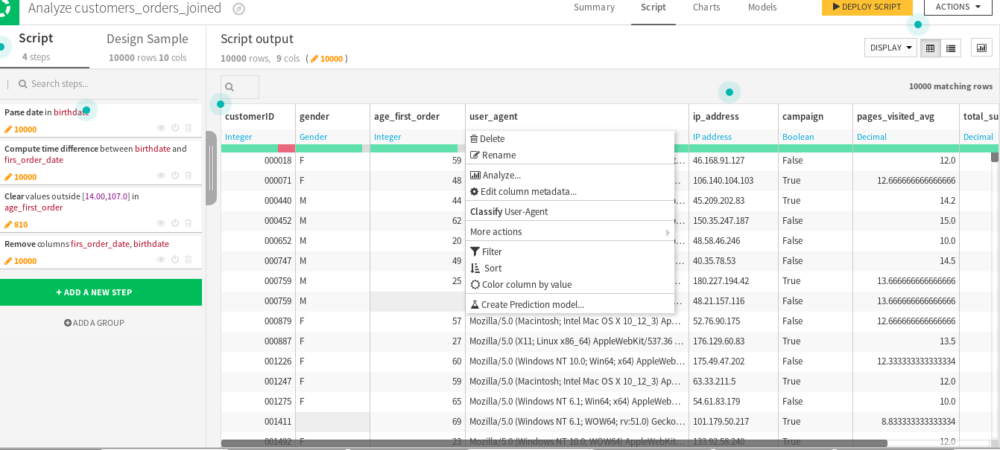 Analyze customers_orders_joined
Summary Script Charts Models
DEPLOY SCRIPT
ACTIONS
Script
4 steps
Design Sample
10000 rows 10 cols
Script output
10000 rows, 9 cols ( 10000 )
DISPLAY
Search steps...
10000 matching rows
Parse date in birthdate
10000
Compute time difference between birthdate and
firs_order_date
10000
Clear values outside [14.00,107.0] in
age_first_order
810
Remove columns firs_order_date, birthdate
10000
+ ADD A NEW STEP
ADD A GROUP
customerID gender age_first_order user_agent ip_address campaign pages_visited_avg total_su
Integer Gender Integer IP address Boolean Decimal Decimal
Delete
Rename
Analyze...
Edit column metadata...
Classify User-Agent
More actions
Filter
Sort
Color column by value
Create Prediction model...
000018 F 59 t... 46.168.91.127 False 12.0
000071 F 48 ... 106.140.104.103 True 12.666666666666666
000440 M 44 ... 45.209.202.83 True 14.2
000452 M 62 ... 150.35.247.187 False 15.0
000652 M 20 ... 48.58.46.246 False 10.0
000747 M 49 ... 40.35.78.53 False 14.5
000759 M 25 ... 180.227.194.42 True 13.666666666666666
000759 M ... 48.21.157.116 False 13.666666666666666
000879 F 57 Mozilla/5.0 (Macintosh; Intel Mac OS X 10_12_3) Ap... 52.76.90.175 False 12.666666666666666
000887 F 27 Mozilla/5.0 (X11; Linux x86_64) AppleWebKit/537.36 ... 176.129.60.83 True 13.5
001226 F 60 Mozilla/5.0 (Windows NT 10.0; Win64; x64) AppleWeb... 175.49.47.202 False 12.333333333333334
001247 F 59 Mozilla/5.0 (Macintosh; Intel Mac OS X 10_12_3) Ap... 63.33.211.5 True 12.0
001275 F 65 Mozilla/5.0 (Windows NT 6.1; Win64; x64) AppleWeb... 54.61.83.179 False 10.0
001411 69 Mozilla/5.0 (Windows NT 6.1; WOW64; rv:51.0) Gecko... 101.179.50.217 True 8.833333333333334
001492 F 23 Mozilla/5.0 (Windows NT 10.0; WOW64) AppleWebKit... 133.92.58.240 True 12.0